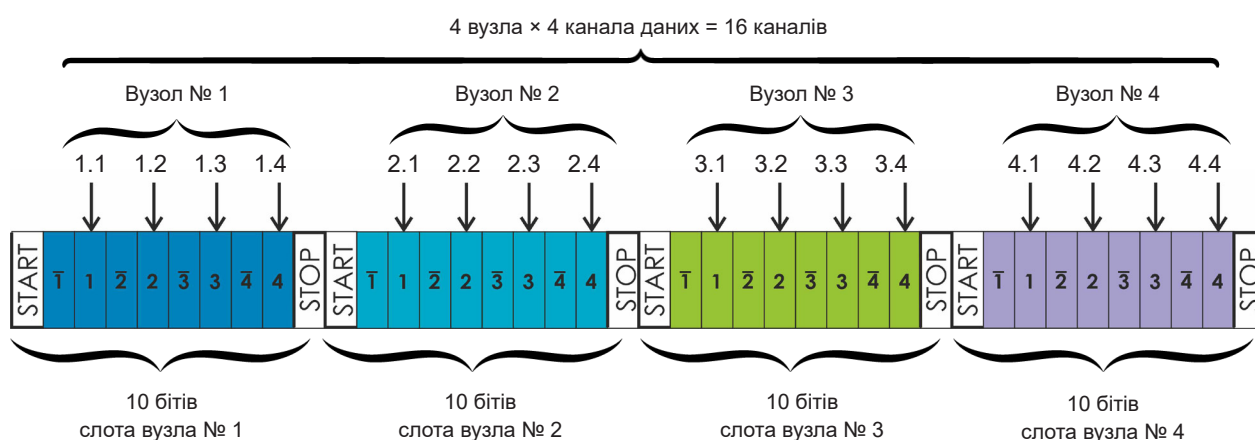 4 вузла × 4 канала даних = 16 каналів
Вузол № 1 Вузол № 2 Вузол № 3 Вузол № 4
1.1 1.2 1.3 1.4 2.1 2.2 2.3 2.4 3.1 3.2 3.3 3.4 4.1 4.2 4.3 4.4
START 1̅ 1 2̅ 2 3̅ 3 4̅ 4 STOP START 1̅ 1 2̅ 2 3̅ 3 4̅ 4 STOP START 1̅ 1 2̅ 2 3̅ 3 4̅ 4 STOP START 1̅ 1 2̅ 2 3̅ 3 4̅ 4 STOP
10 бітів 10 бітів 10 бітів 10 бітів
слота вузла № 1 слота вузла № 2 слота вузла № 3 слота вузла № 4